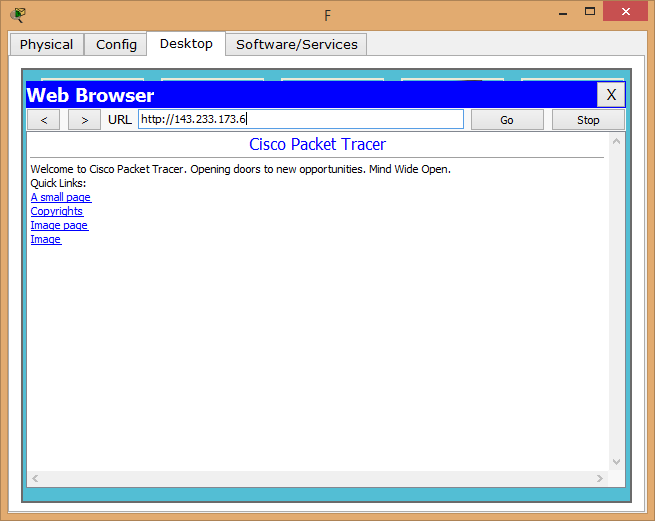 F
Physical Config Desktop Software/Services
Web Browser X
< > URL http://143.233.173.6 Go Stop
Cisco Packet Tracer
Welcome to Cisco Packet Tracer. Opening doors to new opportunities. Mind Wide Open.
Quick Links:
A small page
Copyrights
Image page
Image